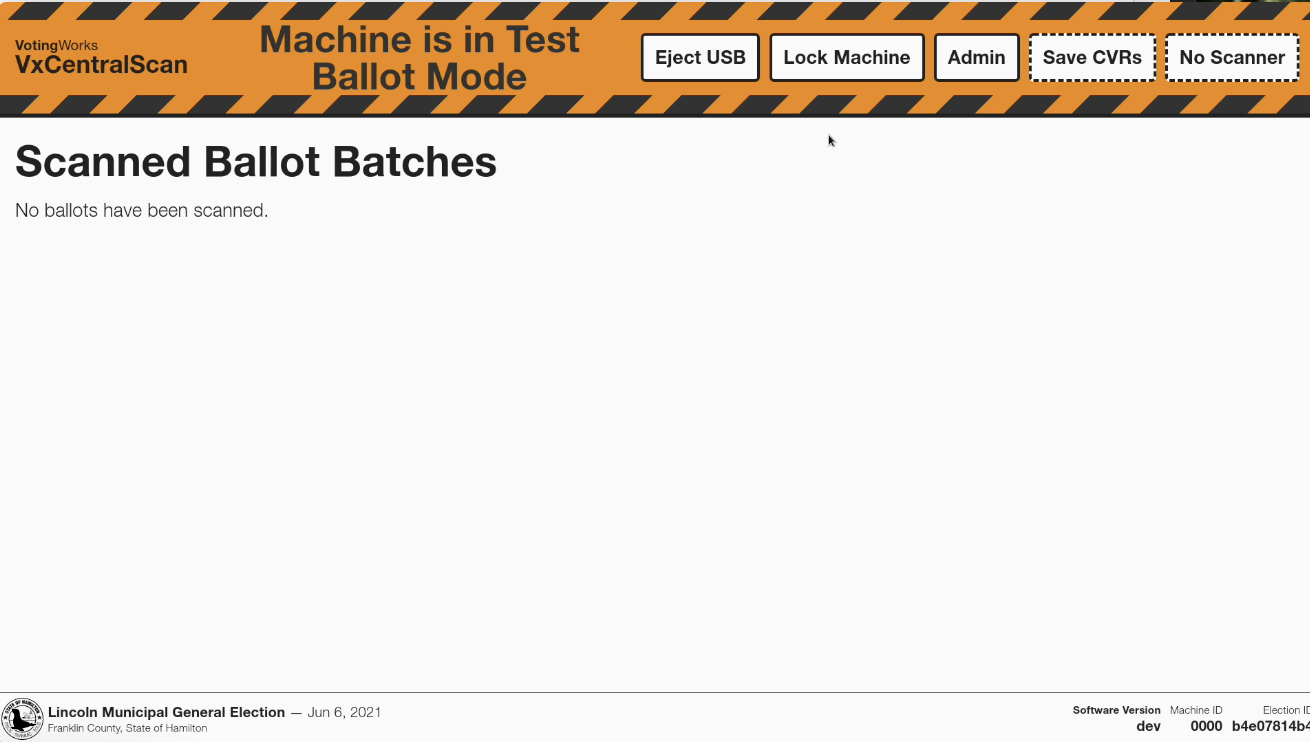 VotingWorks
VxCentralScan
Machine is in Test
Ballot Mode
Eject USB
Lock Machine
Admin
Save CVRs
No Scanner
Scanned Ballot Batches
No ballots have been scanned.
Lincoln Municipal General Election — Jun 6, 2021
Franklin County, State of Hamilton
Software Version
dev
Machine ID
0000
Election ID
b4e07814b4